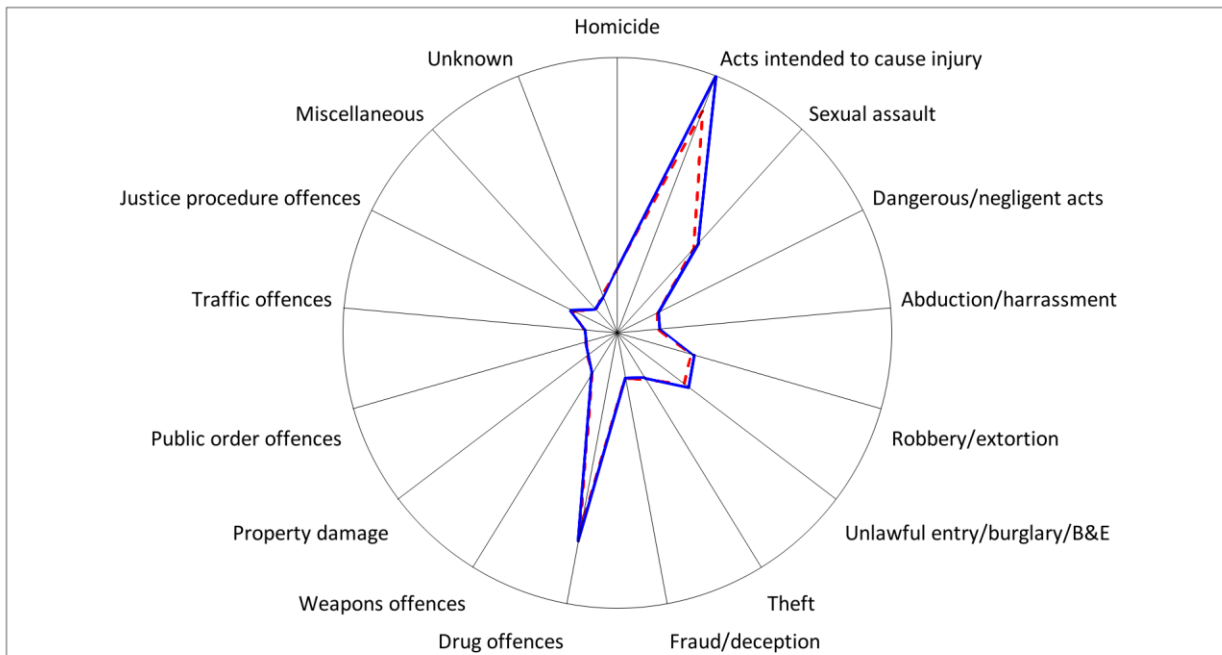 Homicide
Unknown
Acts intended to cause injury
Miscellaneous
Sexual assault
Justice procedure offences
Dangerous/negligent acts
Traffic offences
Abduction/harrassment
Public order offences
Robbery/extortion
Property damage
Unlawful entry/burglary/B&E
Weapons offences
Theft
Drug offences
Fraud/deception